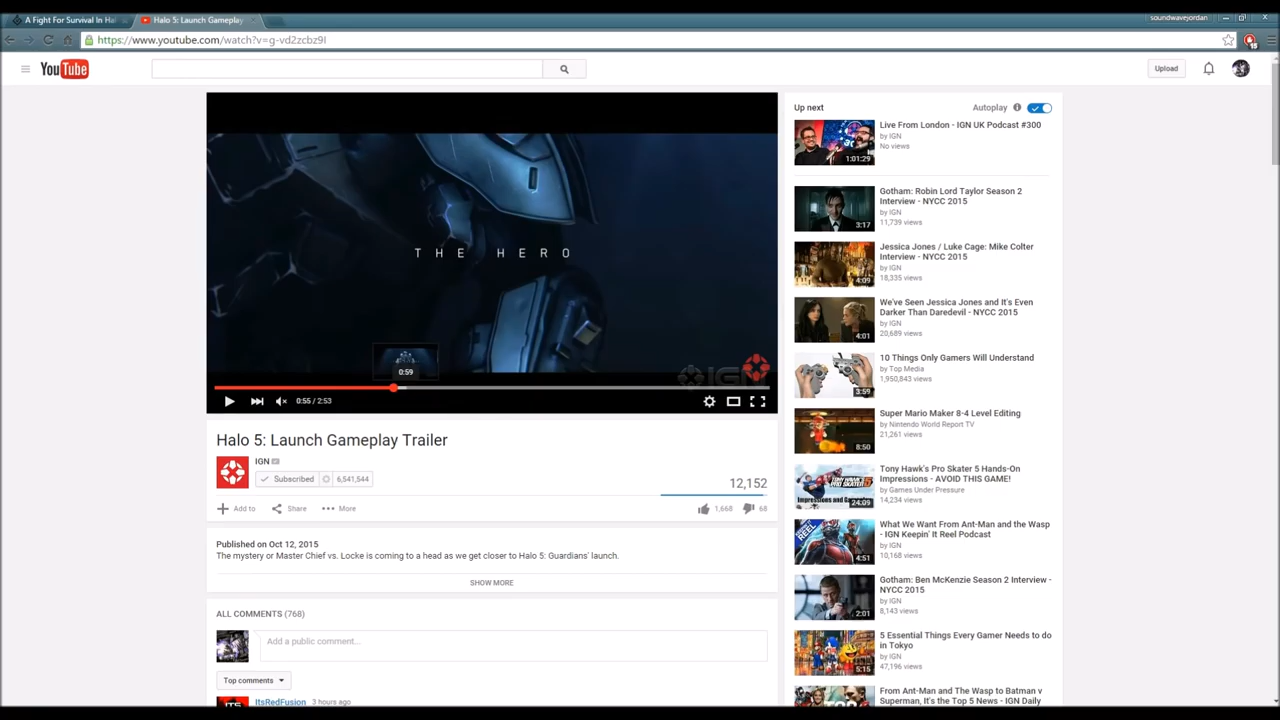 A Fight For Survival In Hal
Halo 5: Launch Gameplay
soundwavejordan
https://www.youtube.com/watch?v=g-vd2zcbz9I
15
YouTube
Upload
THE HERO
IGN
0:59
0:55 / 2:53
Halo 5: Launch Gameplay Trailer
IGN
Subscribed 6,541,544
12,152
Add to Share More 1,668 68
Published on Oct 12, 2015
The mystery or Master Chief vs. Locke is coming to a head as we get closer to Halo 5: Guardians' launch.
SHOW MORE
ALL COMMENTS (768)
Add a public comment...
Top comments
ITS
ItsRedFusion 3 hours ago
Up next
Autoplay
Live From London - IGN UK Podcast #300
by IGN
No views
1:01:29
Gotham: Robin Lord Taylor Season 2
Interview - NYCC 2015
by IGN
11,739 views
3:17
Jessica Jones / Luke Cage: Mike Colter
Interview - NYCC 2015
by IGN
18,335 views
4:09
We've Seen Jessica Jones and It's Even
Darker Than Daredevil - NYCC 2015
by IGN
20,689 views
4:01
10 Things Only Gamers Will Understand
by Top Media
1,950,843 views
3:59
Super Mario Maker 8-4 Level Editing
by Nintendo World Report TV
21,261 views
8:50
Tony Hawk's Pro Skater 5 Hands-On
Impressions - AVOID THIS GAME!
by Games Under Pressure
14,234 views
24:09
What We Want From Ant-Man and the Wasp
- IGN Keepin' It Reel Podcast
by IGN
10,168 views
4:51
Gotham: Ben McKenzie Season 2 Interview -
NYCC 2015
by IGN
8,143 views
2:01
5 Essential Things Every Gamer Needs to do
in Tokyo
by IGN
47,196 views
5:15
From Ant-Man and The Wasp to Batman v
Superman, It's the Top 5 News - IGN Daily